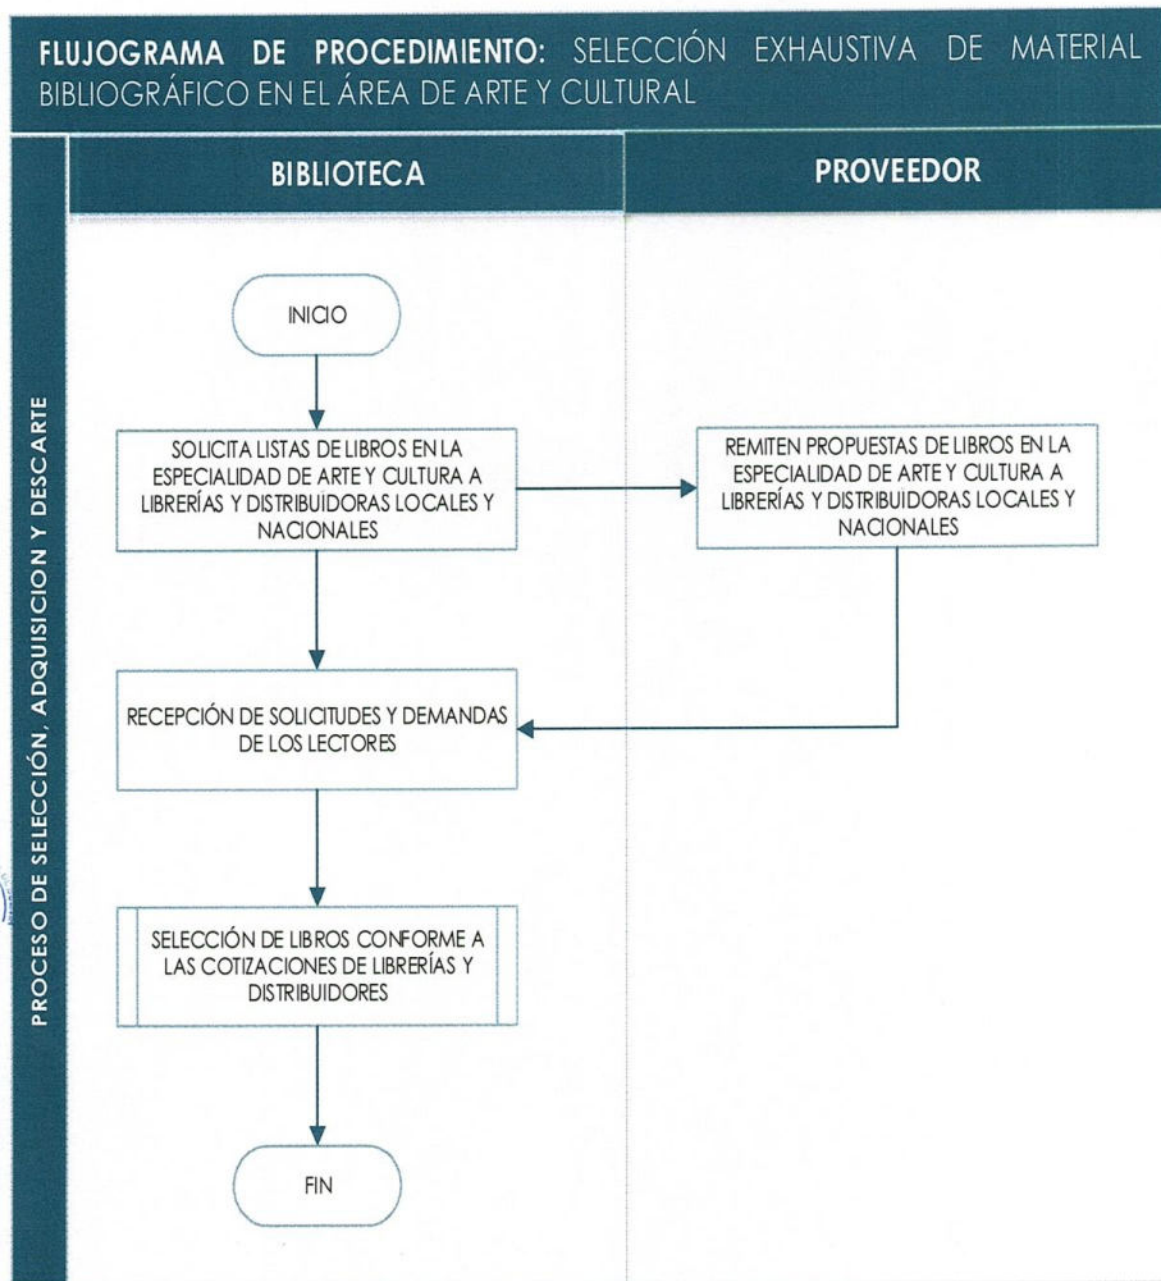 FLUJOGRAMA DE PROCEDIMIENTO: SELECCIÓN EXHAUSTIVA DE MATERIAL
BIBLIOGRÁFICO EN EL ÁREA DE ARTE Y CULTURAL
PROCESO DE SELECCIÓN, ADQUISICION Y DESCARTE
BIBLIOTECA
PROVEEDOR
INICIO
SOLICITA LISTAS DE LIBROS EN LA
ESPECIALIDAD DE ARTE Y CULTURA A
LIBRERÍAS Y DISTRIBUIDORAS LOCALES Y
NACIONALES
REMITEN PROPUESTAS DE LIBROS EN LA
ESPECIALIDAD DE ARTE Y CULTURA A
LIBRERÍAS Y DISTRIBUIDORAS LOCALES Y
NACIONALES
RECEPCIÓN DE SOLICITUDES Y DEMANDAS
DE LOS LECTORES
SELECCIÓN DE LIBROS CONFORME A
LAS COTIZACIONES DE LIBRERÍAS Y
DISTRIBUIDORES
FIN